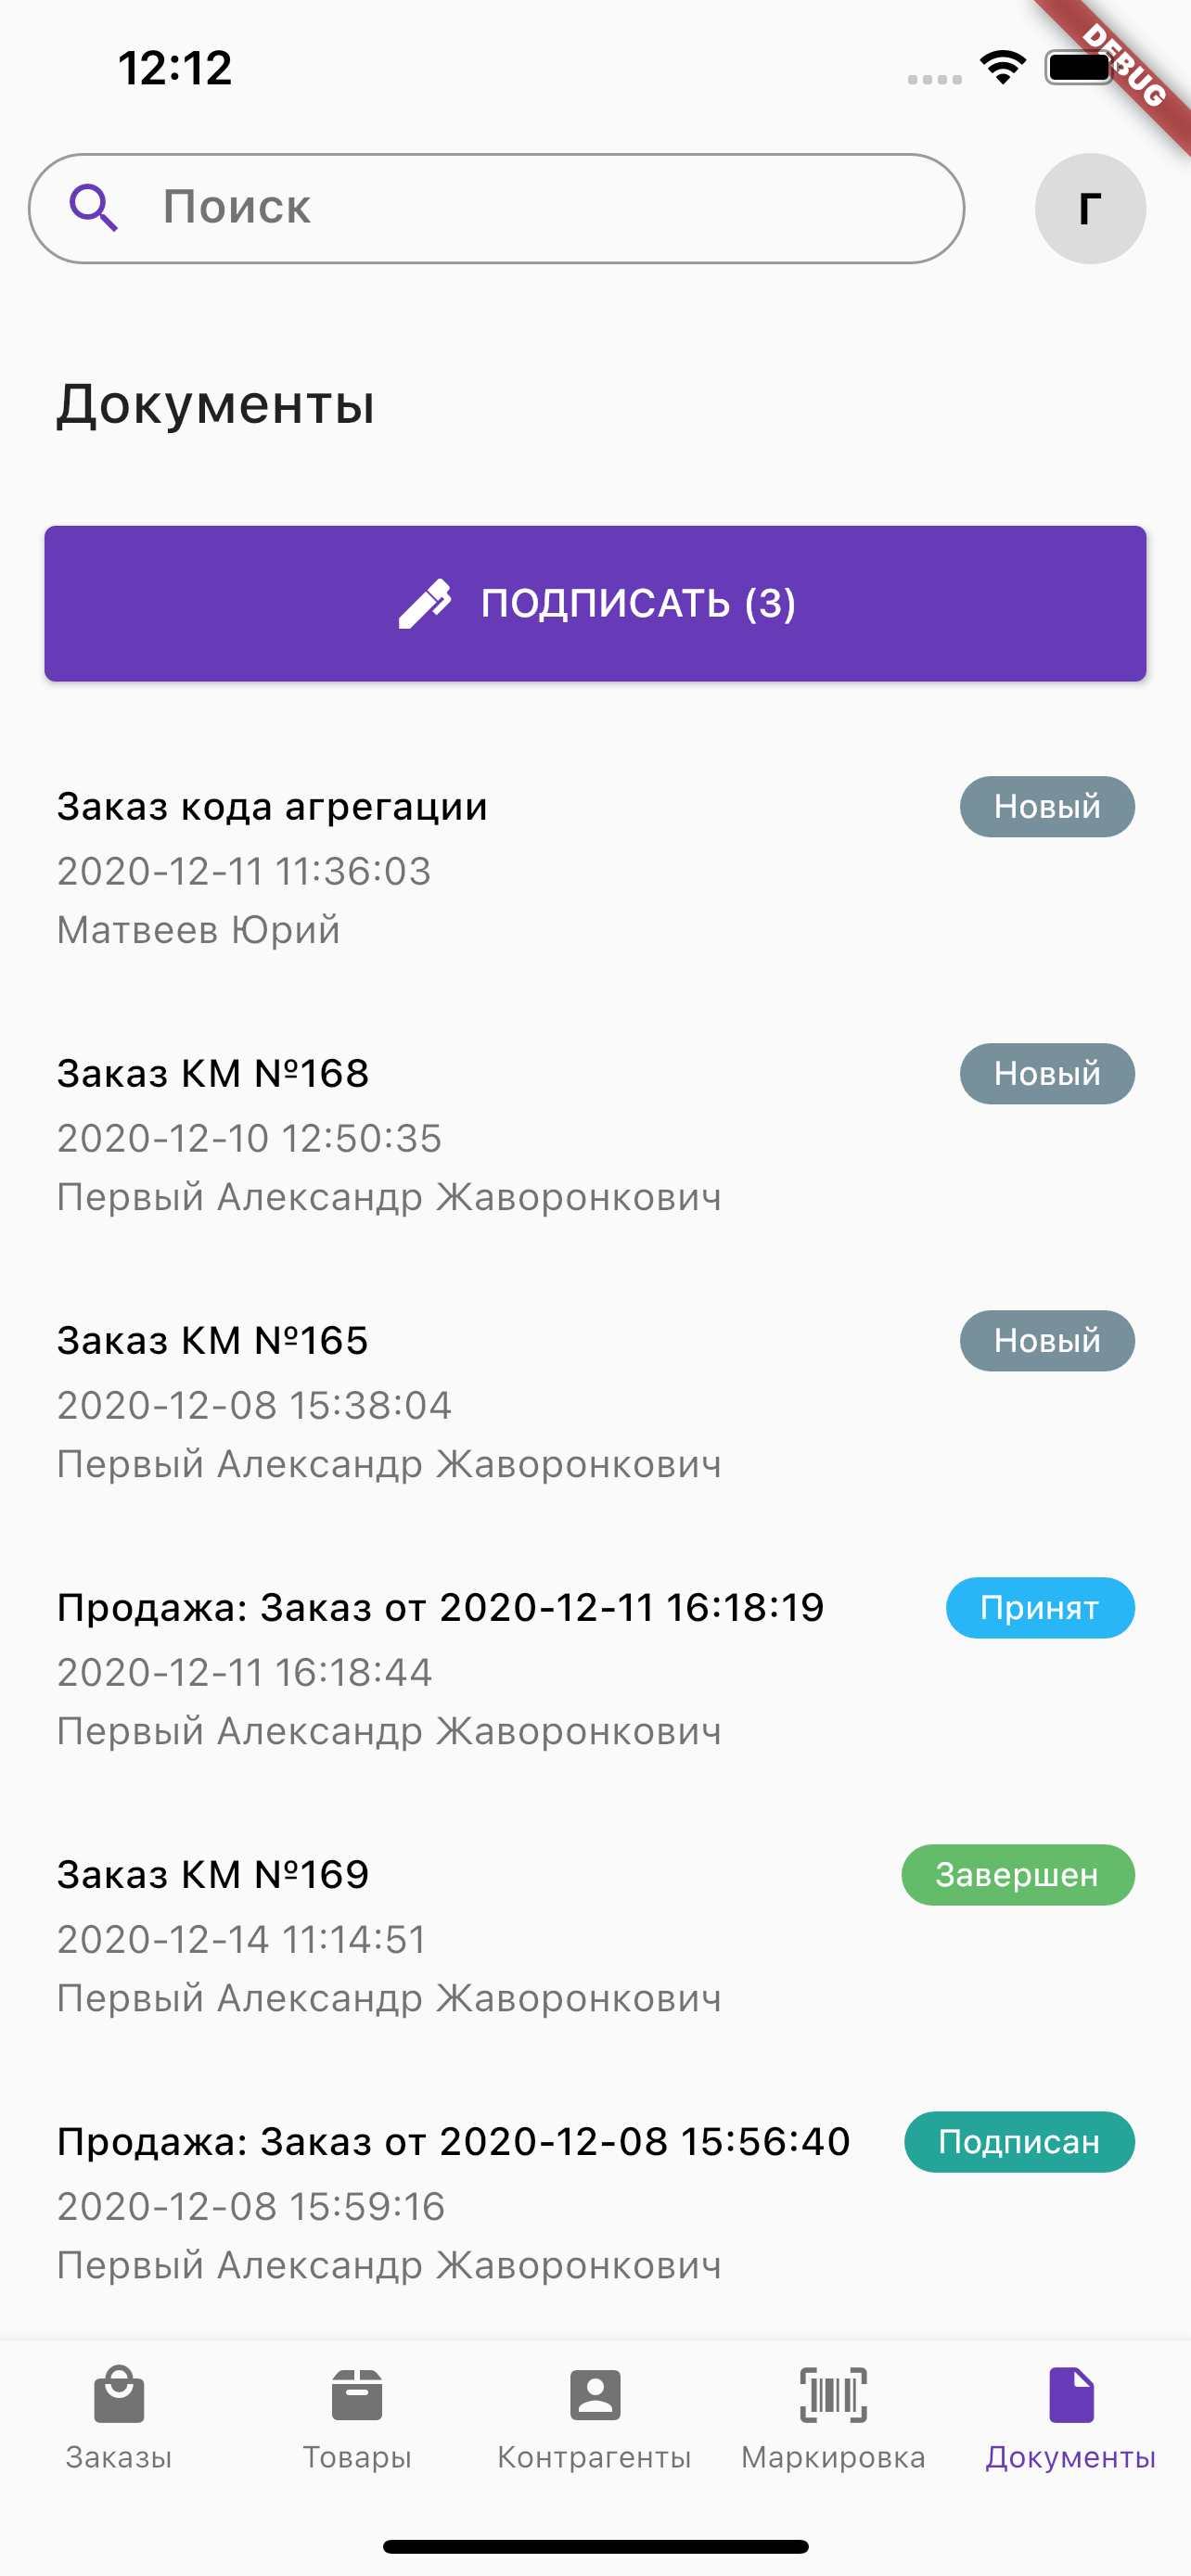 12:12
DEBUG
Поиск
Г
Документы
ПОДПИСАТЬ (3)
Заказ кода агрегации
Новый
2020-12-11 11:36:03
Матвеев Юрий
Заказ КМ №168
Новый
2020-12-10 12:50:35
Первый Александр Жаворонкович
Заказ КМ №165
Новый
2020-12-08 15:38:04
Первый Александр Жаворонкович
Продажа: Заказ от 2020-12-11 16:18:19
Принят
2020-12-11 16:18:44
Первый Александр Жаворонкович
Заказ КМ №169
Завершен
2020-12-14 11:14:51
Первый Александр Жаворонкович
Продажа: Заказ от 2020-12-08 15:56:40
Подписан
2020-12-08 15:59:16
Первый Александр Жаворонкович
Заказы
Товары
Контрагенты
Маркировка
Документы